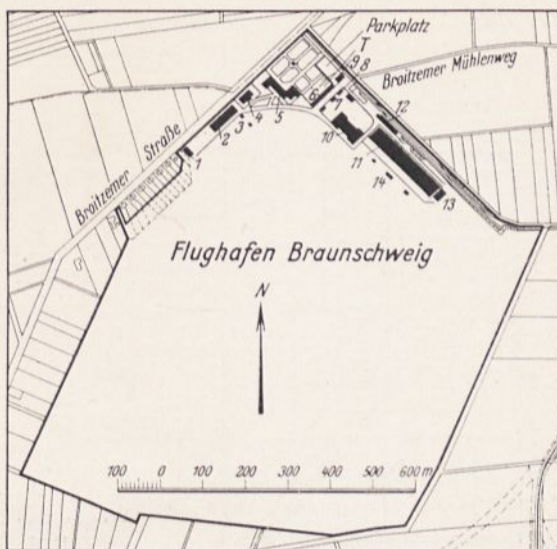 Parkplatz
T
9 8
Broitzemer Mühlenweg
6
7
12
Broitzemer Straße
5
4
3
2
1
10
11
14
13
Flughafen Braunschweig
N
100 0 100 200 300 400 500 600 m